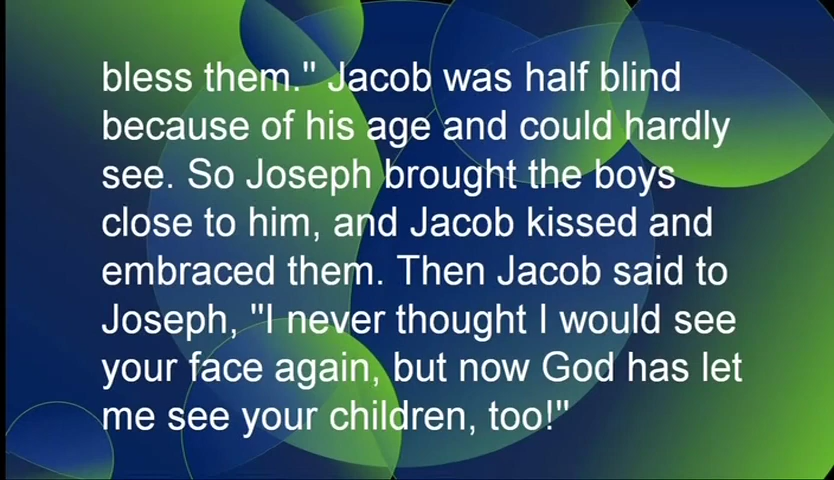 bless them." Jacob was half blind
because of his age and could hardly
see. So Joseph brought the boys
close to him, and Jacob kissed and
embraced them. Then Jacob said to
Joseph, "I never thought I would see
your face again, but now God has let
me see your children, too!"